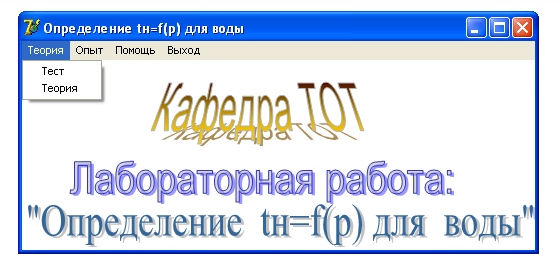 Определение tн=f(p) для воды
Теория Опыт Помощь Выход
Тест
Теория
Кафедра ТОТ
Лабораторная работа:
"Определение tн=f(p) для воды"